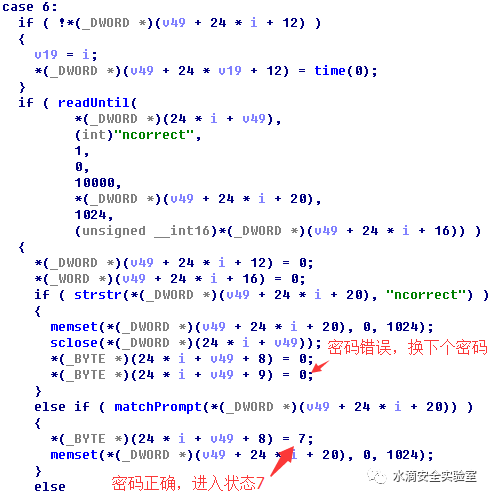 case 6:
if ( !*(_DWORD *)(v49 + 24 * i + 12) )
{
v19 = i;
*(_DWORD *)(v49 + 24 * v19 + 12) = time(0);
}
if ( readUntil(
*(_DWORD *)(24 * i + v49),
(int)"ncorrect",
1,
0,
10000,
*(_DWORD *)(v49 + 24 * i + 20),
1024,
(unsigned __int16)*(_DWORD *)(v49 + 24 * i + 16)) )
{
*(_DWORD *)(v49 + 24 * i + 12) = 0;
*(_WORD *)(v49 + 24 * i + 16) = 0;
if ( strstr(*(_DWORD *)(v49 + 24 * i + 20), "ncorrect") )
{
memset(*(_DWORD *)(v49 + 24 * i + 20), 0, 1024);
sclose(*(_DWORD *)(24 * i + v49));
*(_BYTE *)(24 * i + v49 + 8) = 0;
密码错误，换下个密码
*(_BYTE *)(24 * i + v49 + 9) = 0;
}
else if ( matchPrompt(*(_DWORD *)(v49 + 24 * i + 20)) )
{
*(_BYTE *)(24 * i + v49 + 8) = 7;
memset(*(_DWORD *)(v49 + 24 * i + 20), 0, 1024);
}
密码正确，进入状态7
水滴安全实验室
else